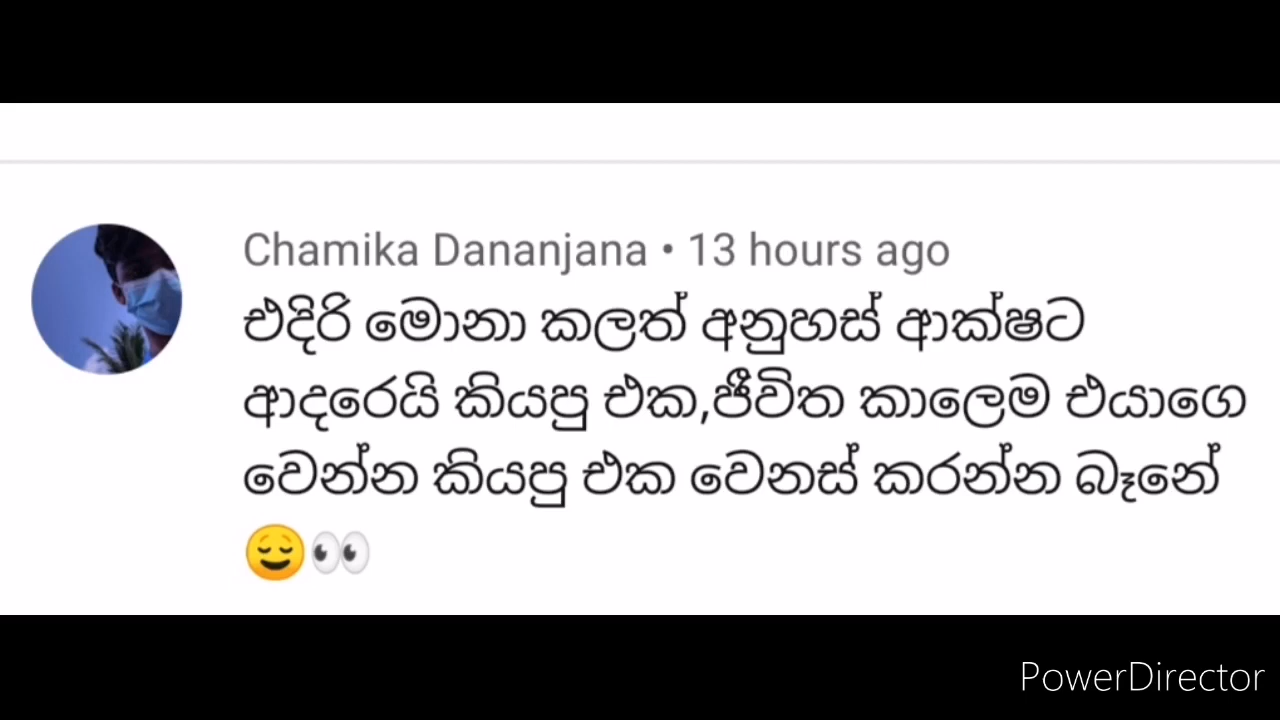 Chamika Dananjana • 13 hours ago
එදිරි මොනා කලත් අනුහස් ආක්ෂට
ආදරෙයි කියපු එක,ජීවිත කාලෙම එයාගෙ
වෙන්න කියපු එක වෙනස් කරන්න බෑනේ
😌👀
PowerDirector